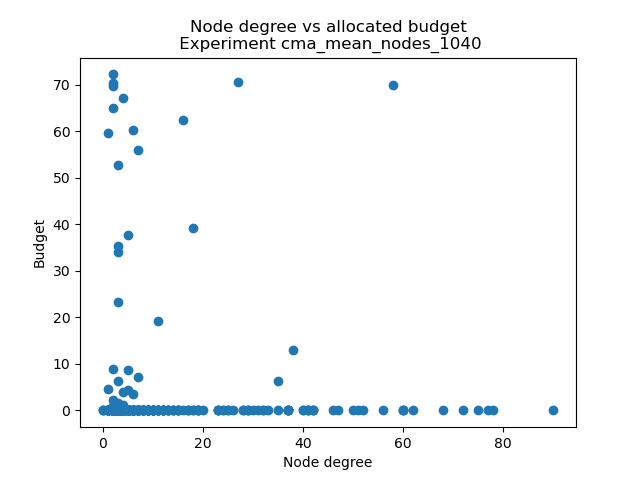 Node degree vs allocated budget
Experiment cma_mean_nodes_1040
70
60
50
40
30
20
10
0
Budget
0 20 40 60 80
Node degree